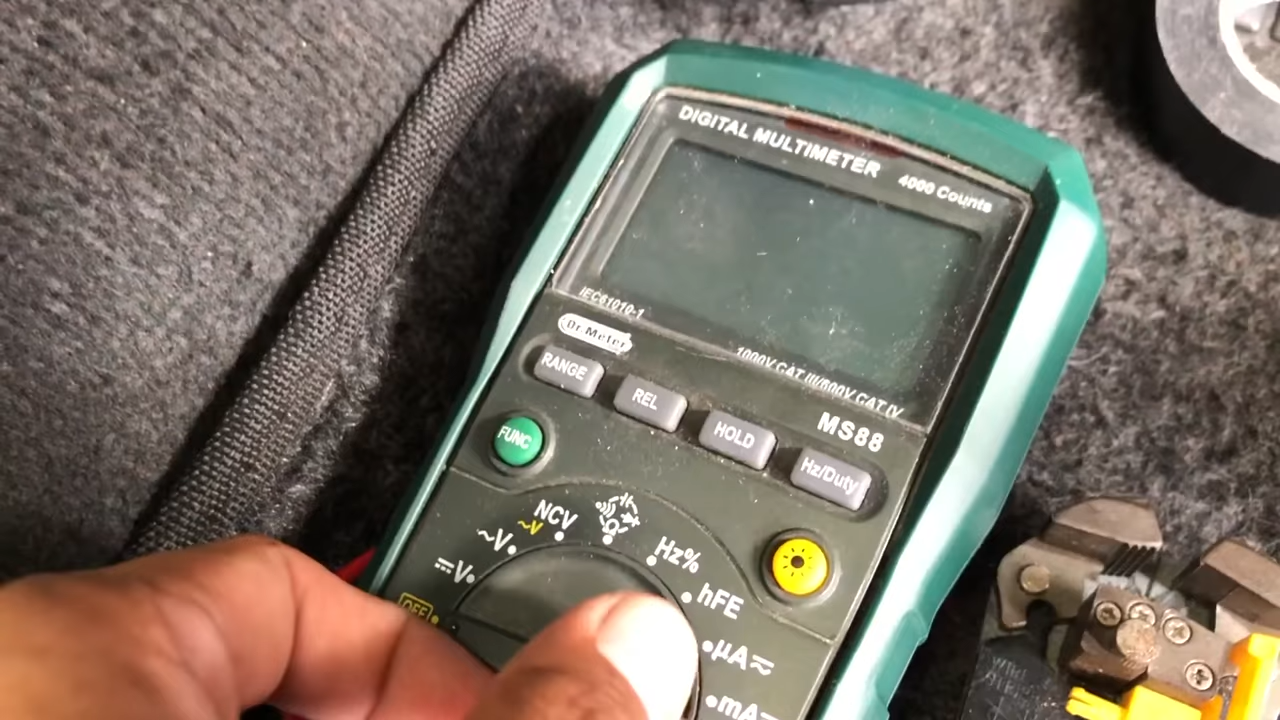 DIGITAL MULTIMETER
4000 Counts
IEC61010-1
Dr.Meter
1000V CAT III/600V CAT IV
MS88
RANGE
REL
HOLD
Hz/Duty
FUNC
NCV
~V
~V
Hz%
⎓V
hFE
OFF
µA⎓
mA